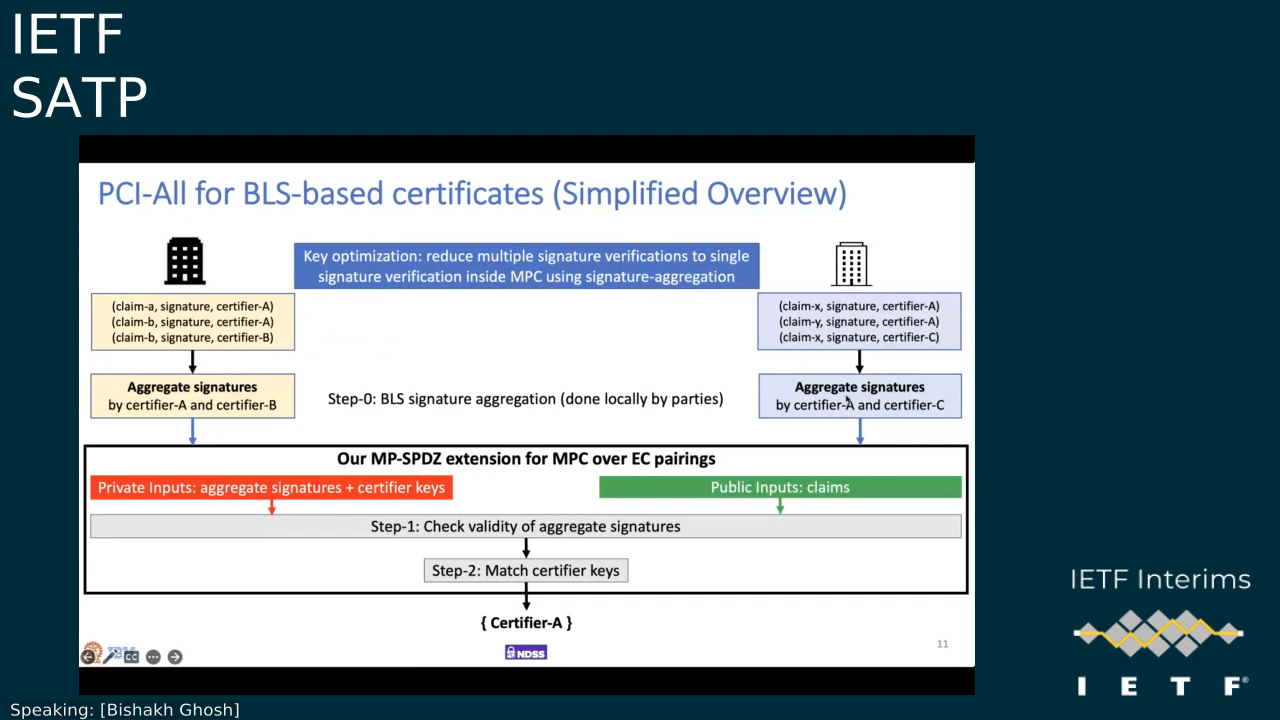 IETF
SATP
PCI-All for BLS-based certificates (Simplified Overview)
Key optimization: reduce multiple signature verifications to single
signature verification inside MPC using signature-aggregation
(claim-a, signature, certifier-A)
(claim-b, signature, certifier-A)
(claim-b, signature, certifier-B)
(claim-x, signature, certifier-A)
(claim-y, signature, certifier-A)
(claim-x, signature, certifier-C)
Aggregate signatures
by certifier-A and certifier-B
Step-0: BLS signature aggregation (done locally by parties)
Aggregate signatures
by certifier-A and certifier-C
Our MP-SPDZ extension for MPC over EC pairings
Private Inputs: aggregate signatures + certifier keys
Public Inputs: claims
Step-1: Check validity of aggregate signatures
Step-2: Match certifier keys
{ Certifier-A }
CC
NDSS
11
IETF Interims
I E T F®
Speaking: [Bishakh Ghosh]